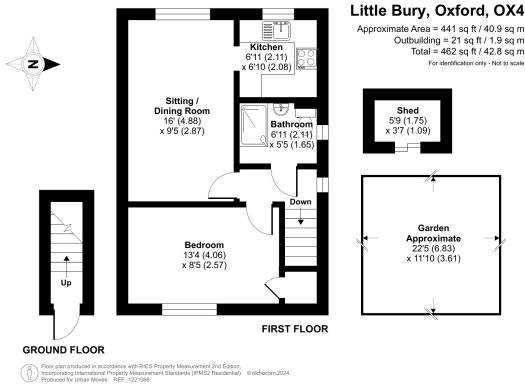 Little Bury, Oxford, OX4
Approximate Area = 441 sq ft / 40.9 sq m
Outbuilding = 21 sq ft / 1.9 sq m
Total = 462 sq ft / 42.8 sq m
For identification only - Not to scale
N
Kitchen
6'11 (2.11)
x 6'10 (2.08)
Sitting /
Dining Room
16' (4.88)
x 9'5 (2.87)
Bathroom
6'11 (2.11)
x 5'5 (1.65)
Shed
5'9 (1.75)
x 3'7 (1.09)
Down
Garden
Approximate
22'5 (6.83)
x 11'10 (3.61)
Bedroom
13'4 (4.06)
x 8'5 (2.57)
Up
FIRST FLOOR
GROUND FLOOR
Floor plan produced in accordance with RICS Property Measurement 2nd Edition,
Incorporating International Property Measurement Standards (IPMS2 Residential). © nichecom 2024.
Produced for Urban Moves. REF: 1221066